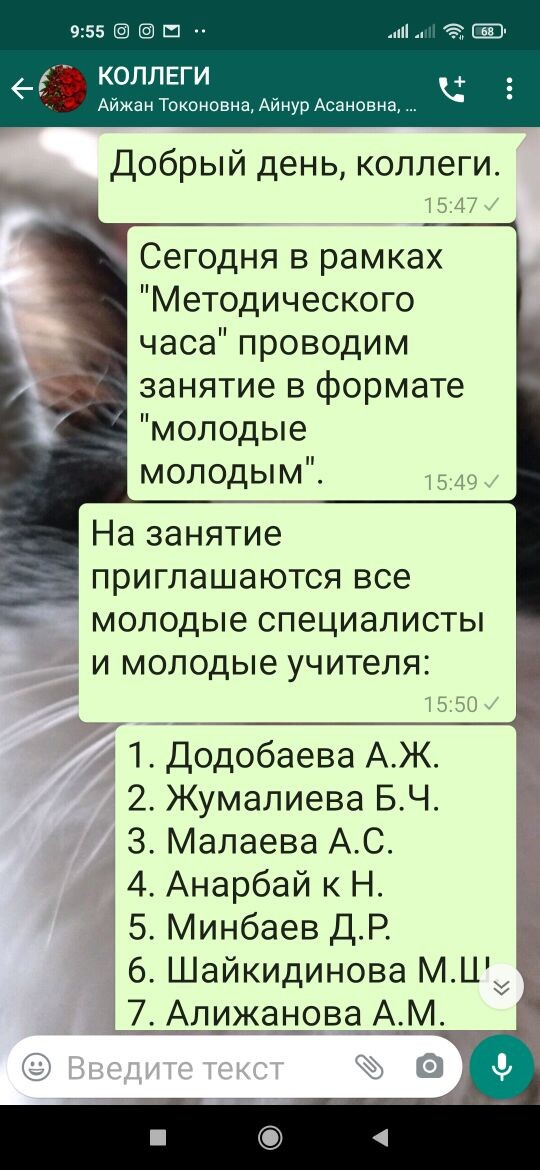 9:55
68
КОЛЛЕГИ
Айжан Токоновна, Айнур Асановна, ...
Добрый день, коллеги.
15:47
Сегодня в рамках
"Методического
часа" проводим
занятие в формате
"молодые
молодым".
15:49
На занятие
приглашаются все
молодые специалисты
и молодые учителя:
15:50
1. Додобаева А.Ж.
2. Жумалиева Б.Ч.
3. Малаева А.С.
4. Анарбай к Н.
5. Минбаев Д.Р.
6. Шайкидинова М.Ш
7. Алижанова А.М.
Введите текст